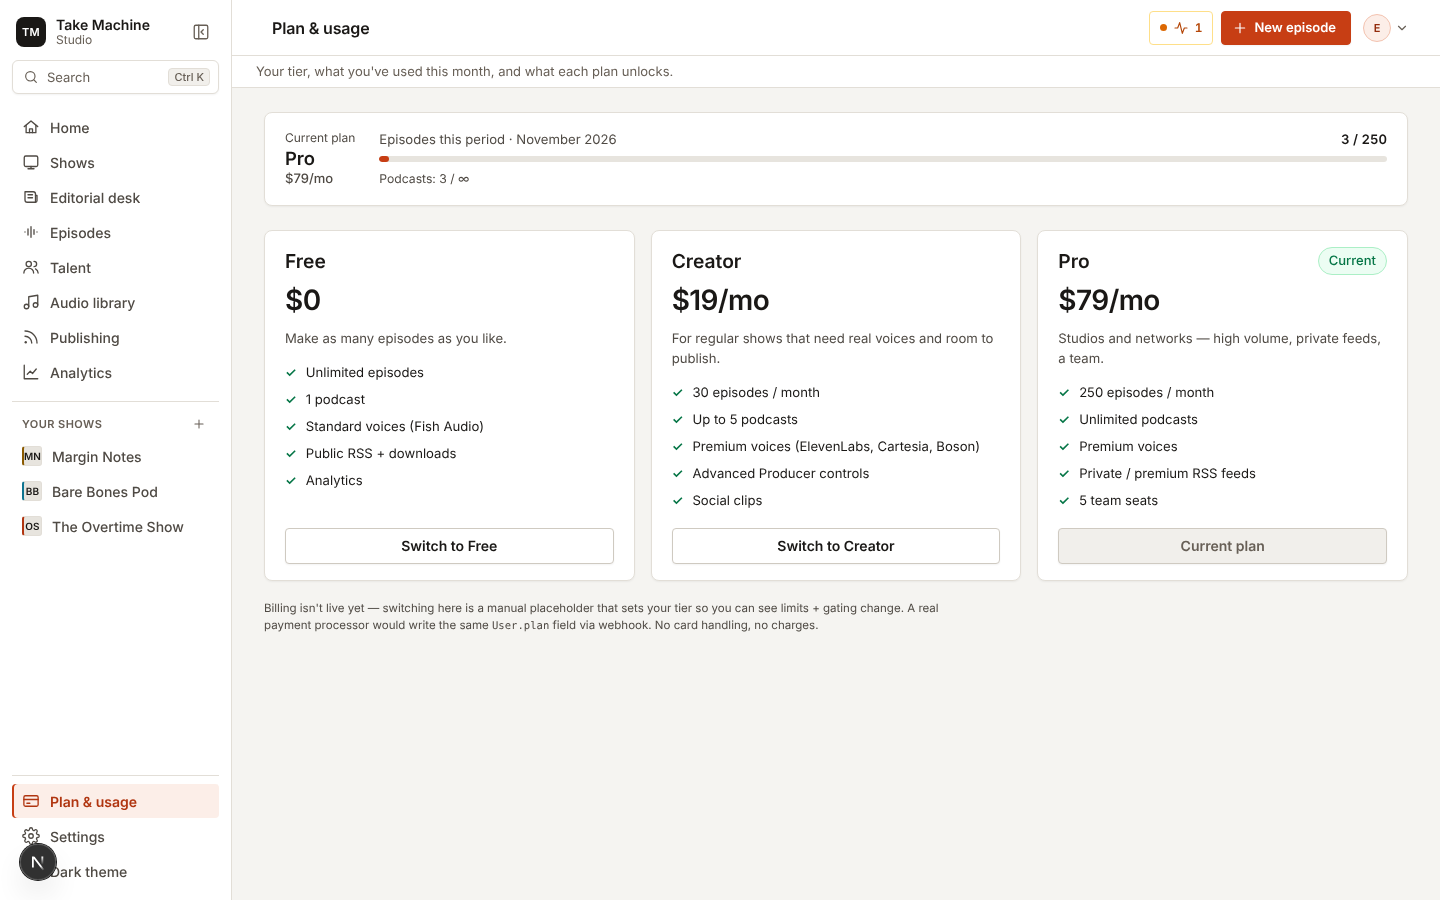 TM
Take Machine
Studio
Search
Ctrl K
Home
Shows
Editorial desk
Episodes
Talent
Audio library
Publishing
Analytics
YOUR SHOWS
MN
Margin Notes
BB
Bare Bones Pod
OS
The Overtime Show
Plan & usage
Settings
N
Dark theme
Plan & usage
1
New episode
E
Your tier, what you've used this month, and what each plan unlocks.
Current plan
Pro
$79/mo
Episodes this period · November 2026
3 / 250
Podcasts: 3 / ∞
Free
$0
Make as many episodes as you like.
Unlimited episodes
1 podcast
Standard voices (Fish Audio)
Public RSS + downloads
Analytics
Switch to Free
Creator
$19/mo
For regular shows that need real voices and room to
publish.
30 episodes / month
Up to 5 podcasts
Premium voices (ElevenLabs, Cartesia, Boson)
Advanced Producer controls
Social clips
Switch to Creator
Pro
Current
$79/mo
Studios and networks — high volume, private feeds,
a team.
250 episodes / month
Unlimited podcasts
Premium voices
Private / premium RSS feeds
5 team seats
Current plan
Billing isn't live yet — switching here is a manual placeholder that sets your tier so you can see limits + gating change. A real
payment processor would write the same User.plan field via webhook. No card handling, no charges.